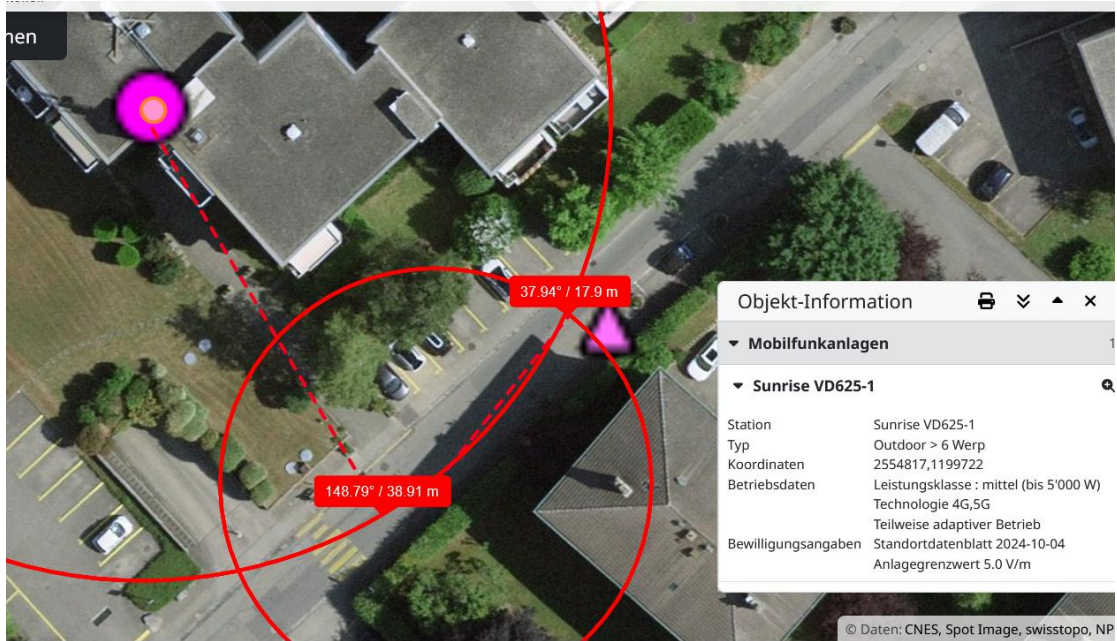 nen
37.94° / 17.9 m
148.79° / 38.91 m
Objekt-Information
Mobilfunkanlagen 1
Sunrise VD625-1
Station Sunrise VD625-1
Typ Outdoor > 6 Werp
Koordinaten 2554817,1199722
Betriebsdaten Leistungsklasse : mittel (bis 5'000 W)
Technologie 4G,5G
Teilweise adaptiver Betrieb
Bewilligungsangaben Standortdatenblatt 2024-10-04
Anlagegrenzwert 5.0 V/m
© Daten: CNES, Spot Image, swisstopo, NP